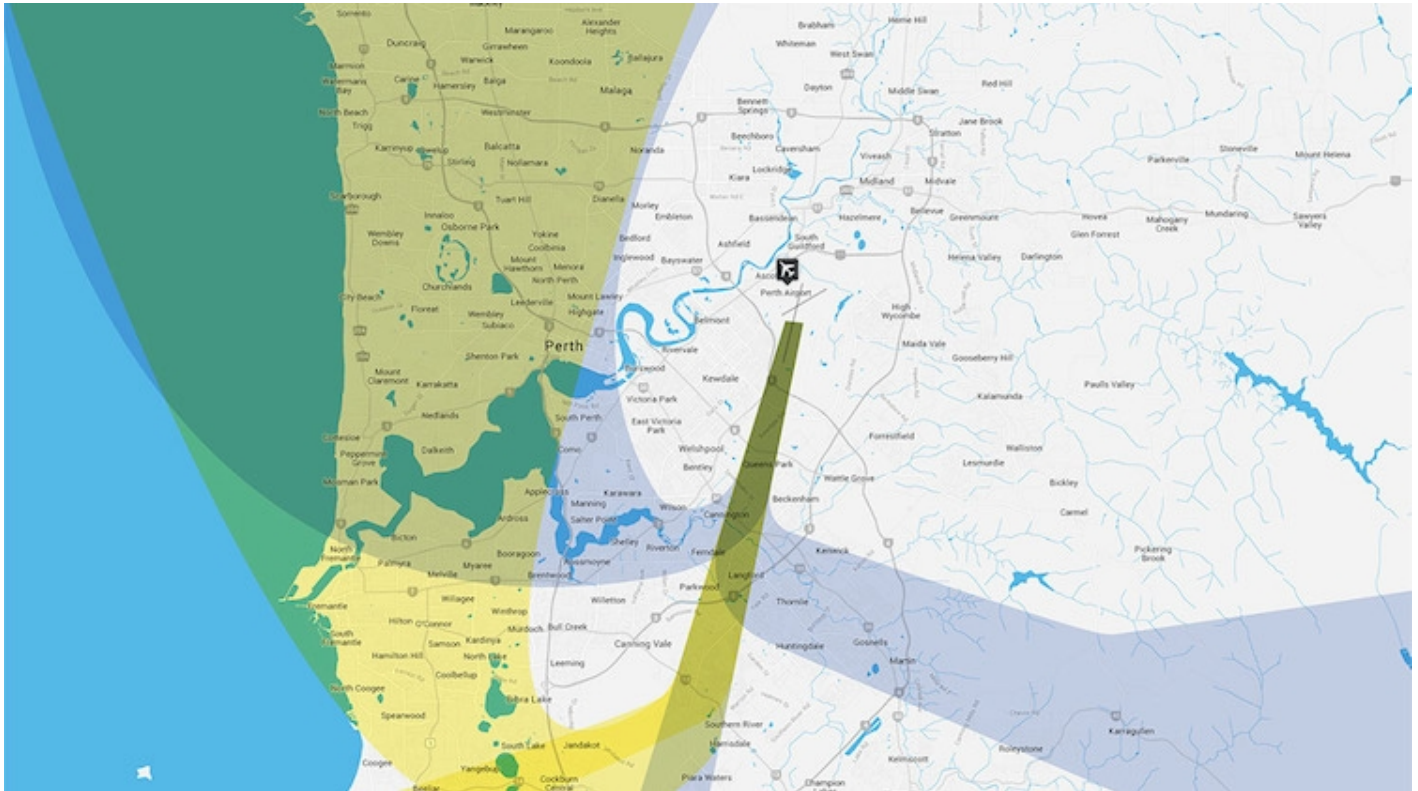 Sorrento
Hepburn Ave
Alexander
Heights
Marangaroo
Duncraig
Girrawheen
Warwick
Koondoola
Ballajura
Marmion
Beach Rd
Watermans
Bay
Carine
Hamersley
Balga
Malaga
North Beach
Westminster
Trigg
Karrinyup
Gwelup
Balcatta
Stirling
Nollamara
Noranda
Scarborough
Tuart Hill
Dianella
Morley
Embleton
Innaloo
Osborne Park
Wembley
Downs
Yokine
Coolbinia
Bedford
Mount
Hawthorn
Menora
North Perth
Inglewood
Bayswater
Ashfield
City Beach
Churchlands
Floreat
Leederville
Mount Lawley
Highgate
Wembley
Subiaco
Perth
Shenton Park
Mount
Claremont
Karrakatta
Nedlands
Cottesloe
Peppermint
Grove
Dalkeith
Mosman Park
Brabham
Whiteman
Herne Hill
West Swan
Dayton
Middle Swan
Red Hill
Bennett
Springs
Beechboro
Caversham
Jane Brook
Stratton
Lockridge
Viveash
Kiara
Midland
Midvale
Parkerville
Stoneville
Mount Helena
Bassendean
Hazelmere
Bellevue
Greenmount
Hovea
Mahogany
Creek
Mundaring
Sawyers
Valley
Glen Forrest
South
Guildford
Helena Valley
Darlington
Perth Airport
High
Wycombe
Belmont
Rivervale
Maida Vale
Gooseberry Hill
Burswood
Kewdale
Kalamunda
Paulls Valley
Victoria Park
South Perth
East Victoria
Park
Forrestfield
Como
Welshpool
Walliston
Bentley
Queens Park
Lesmurdie
Wattle Grove
Bickley
Applecross
Karawara
Manning
Beckenham
Carmel
Salter Point
Wilson
Cannington
Ardross
Shelley
North
Fremantle
Bicton
Booragoon
Riverton
Ferndale
Kenwick
Pickering
Brook
Palmyra
Myaree
Rossmoyne
Melville
Brentwood
Langford
Parkwood
Willagee
Willetton
Thornlie
Fremantle
Winthrop
Hilton
O'Connor
Murdoch
Bull Creek
South
Fremantle
Samson
Kardinya
Canning Vale
Huntingdale
Gosnells
Hamilton Hill
North Lake
Leeming
Martin
Coolbellup
North Coogee
Bibra Lake
Spearwood
Southern River
Karragullen
South Lake
Jandakot
Harrisdale
Roleystone
Coogee
Yangebup
Cockburn
Central
Piara Waters
Kelmscott
Beeliar
Champion
Lakes